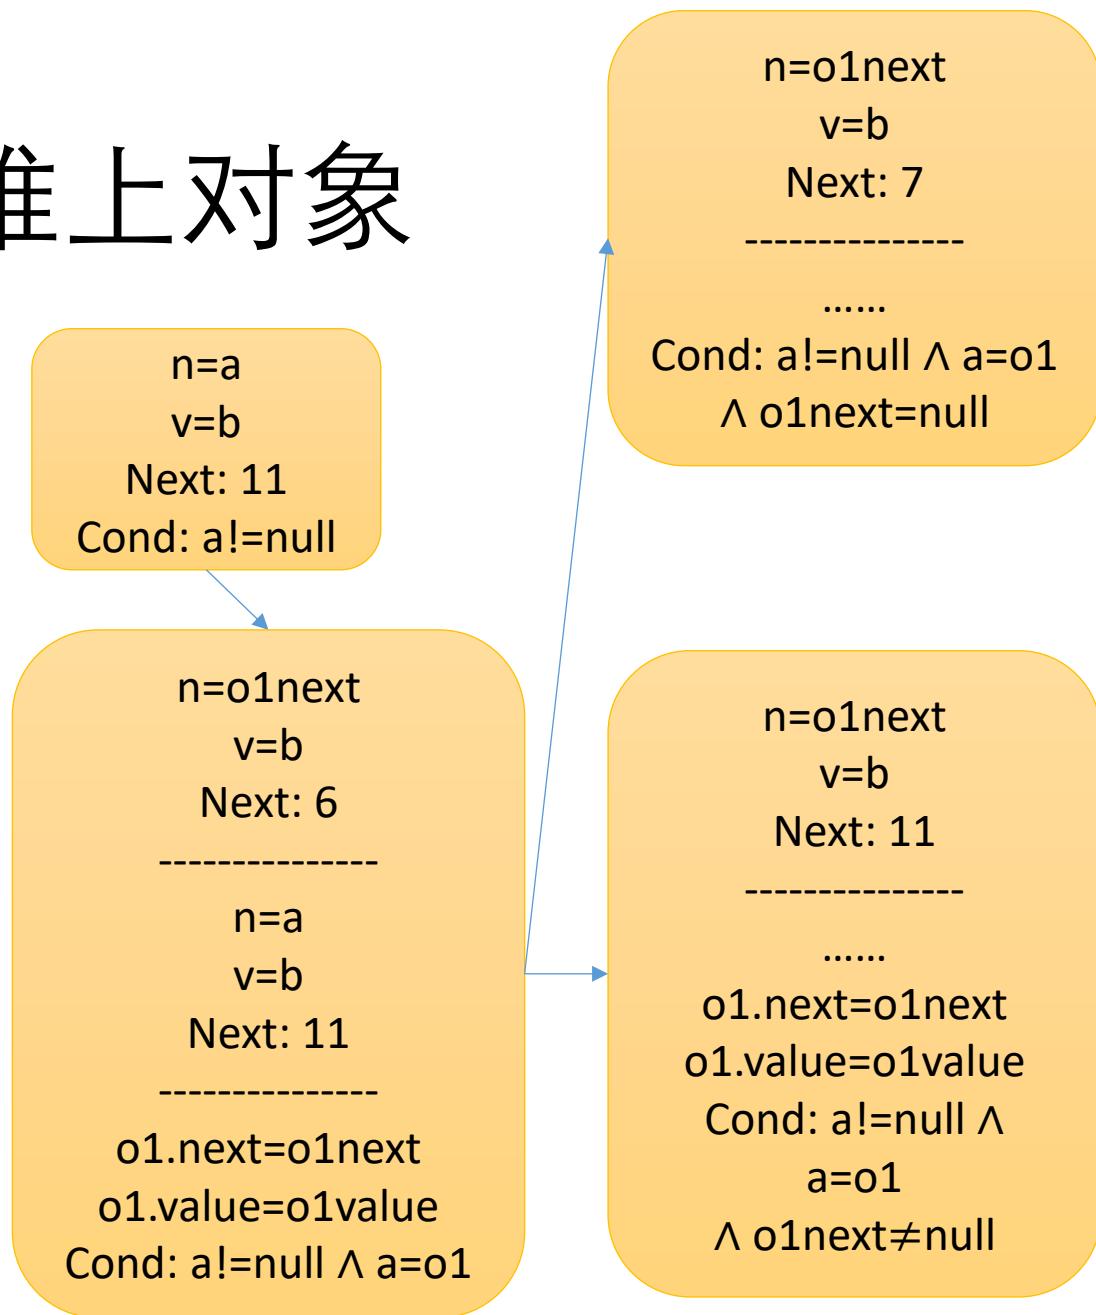 上对象
n=a
v=b
Next: 11
Cond: a!=null
n=o1next
v=b
Next: 6
---------------
n=a
v=b
Next: 11
---------------
o1.next=o1next
o1.value=o1value
Cond: a!=null ∧ a=o1
n=o1next
v=b
Next: 7
---------------
……
Cond: a!=null ∧ a=o1
∧ o1next=null
n=o1next
v=b
Next: 11
---------------
……
o1.next=o1next
o1.value=o1value
Cond: a!=null ∧
a=o1
∧ o1next≠null